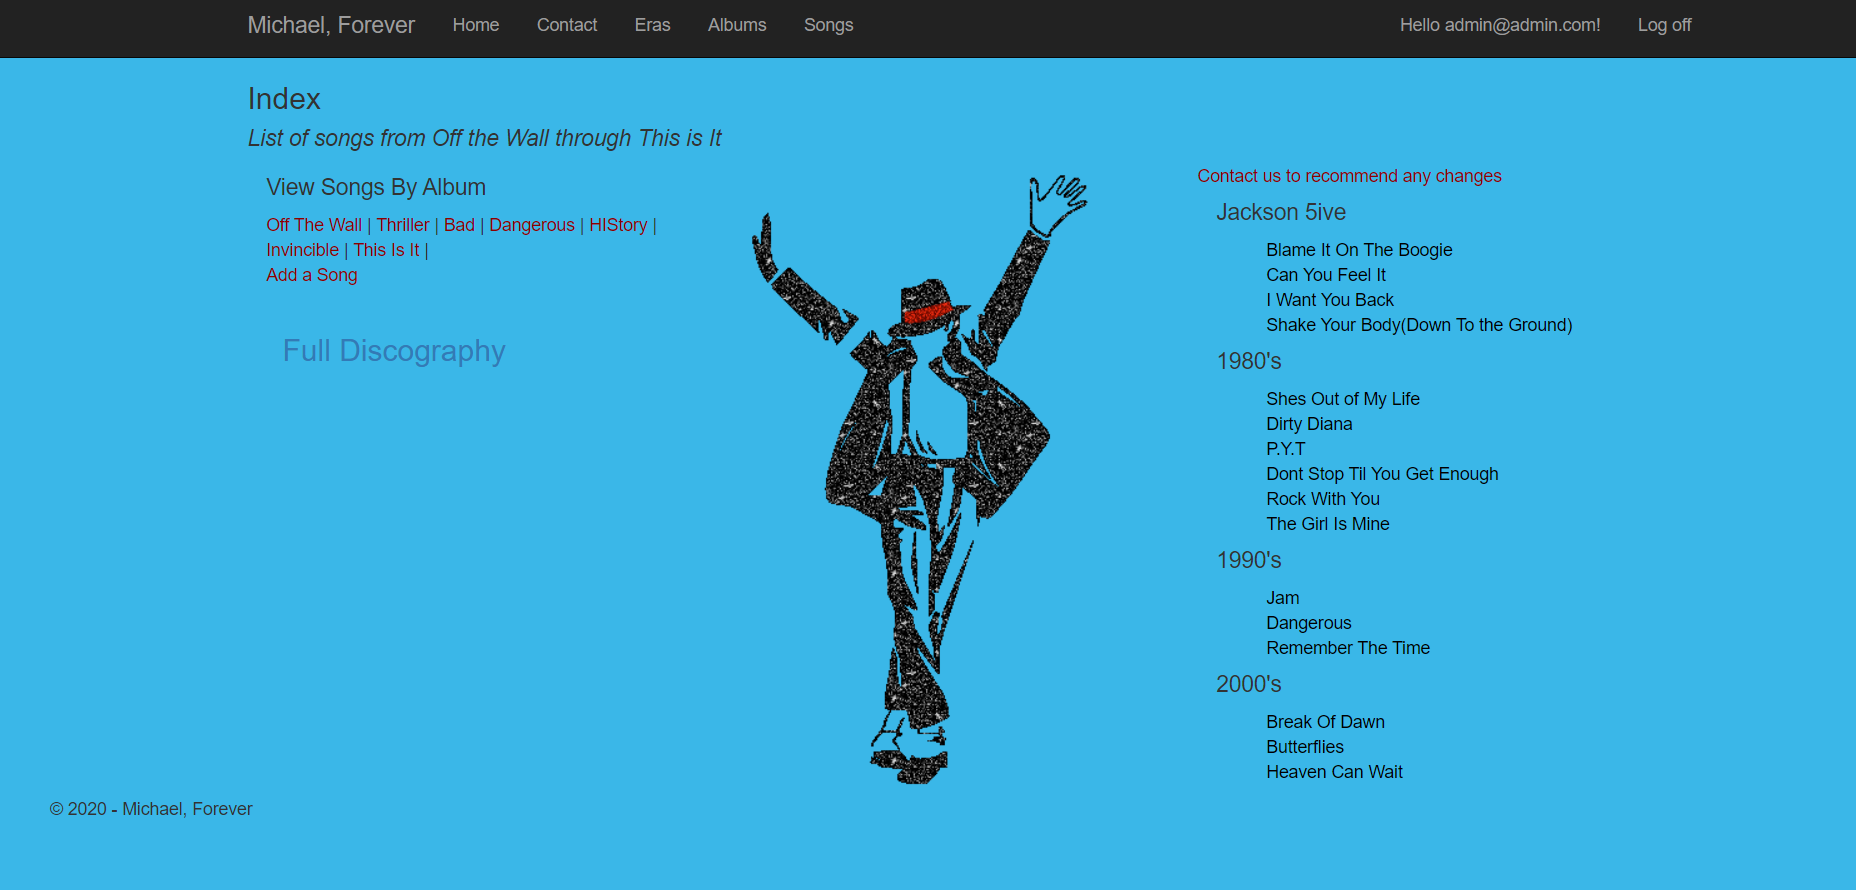 Michael, Forever Home Contact Eras Albums Songs Hello admin@admin.com! Log off
Index
List of songs from Off the Wall through This is It
View Songs By Album
Off The Wall | Thriller | Bad | Dangerous | HIStory |
Invincible | This Is It |
Add a Song
Full Discography
Contact us to recommend any changes
Jackson 5ive
Blame It On The Boogie
Can You Feel It
I Want You Back
Shake Your Body(Down To the Ground)
1980's
Shes Out of My Life
Dirty Diana
P.Y.T
Dont Stop Til You Get Enough
Rock With You
The Girl Is Mine
1990's
Jam
Dangerous
Remember The Time
2000's
Break Of Dawn
Butterflies
Heaven Can Wait
© 2020 - Michael, Forever